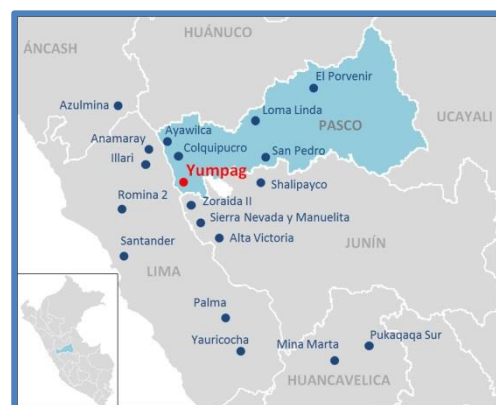 HUÁNUCO
ÁNCASH
El Porvenir
Azulmina
Loma Linda
UCAYALI
PASCO
Ayawilca
Anamaray
Colquipucro
San Pedro
Illari
Yumpag
Shalipayco
Romina 2
Zoraida II
Sierra Nevada y Manuelita
Santander
Alta Victoria
JUNÍN
LIMA
Palma
Pukaqaqa Sur
Yauricocha
Mina Marta
HUANCAVELICA